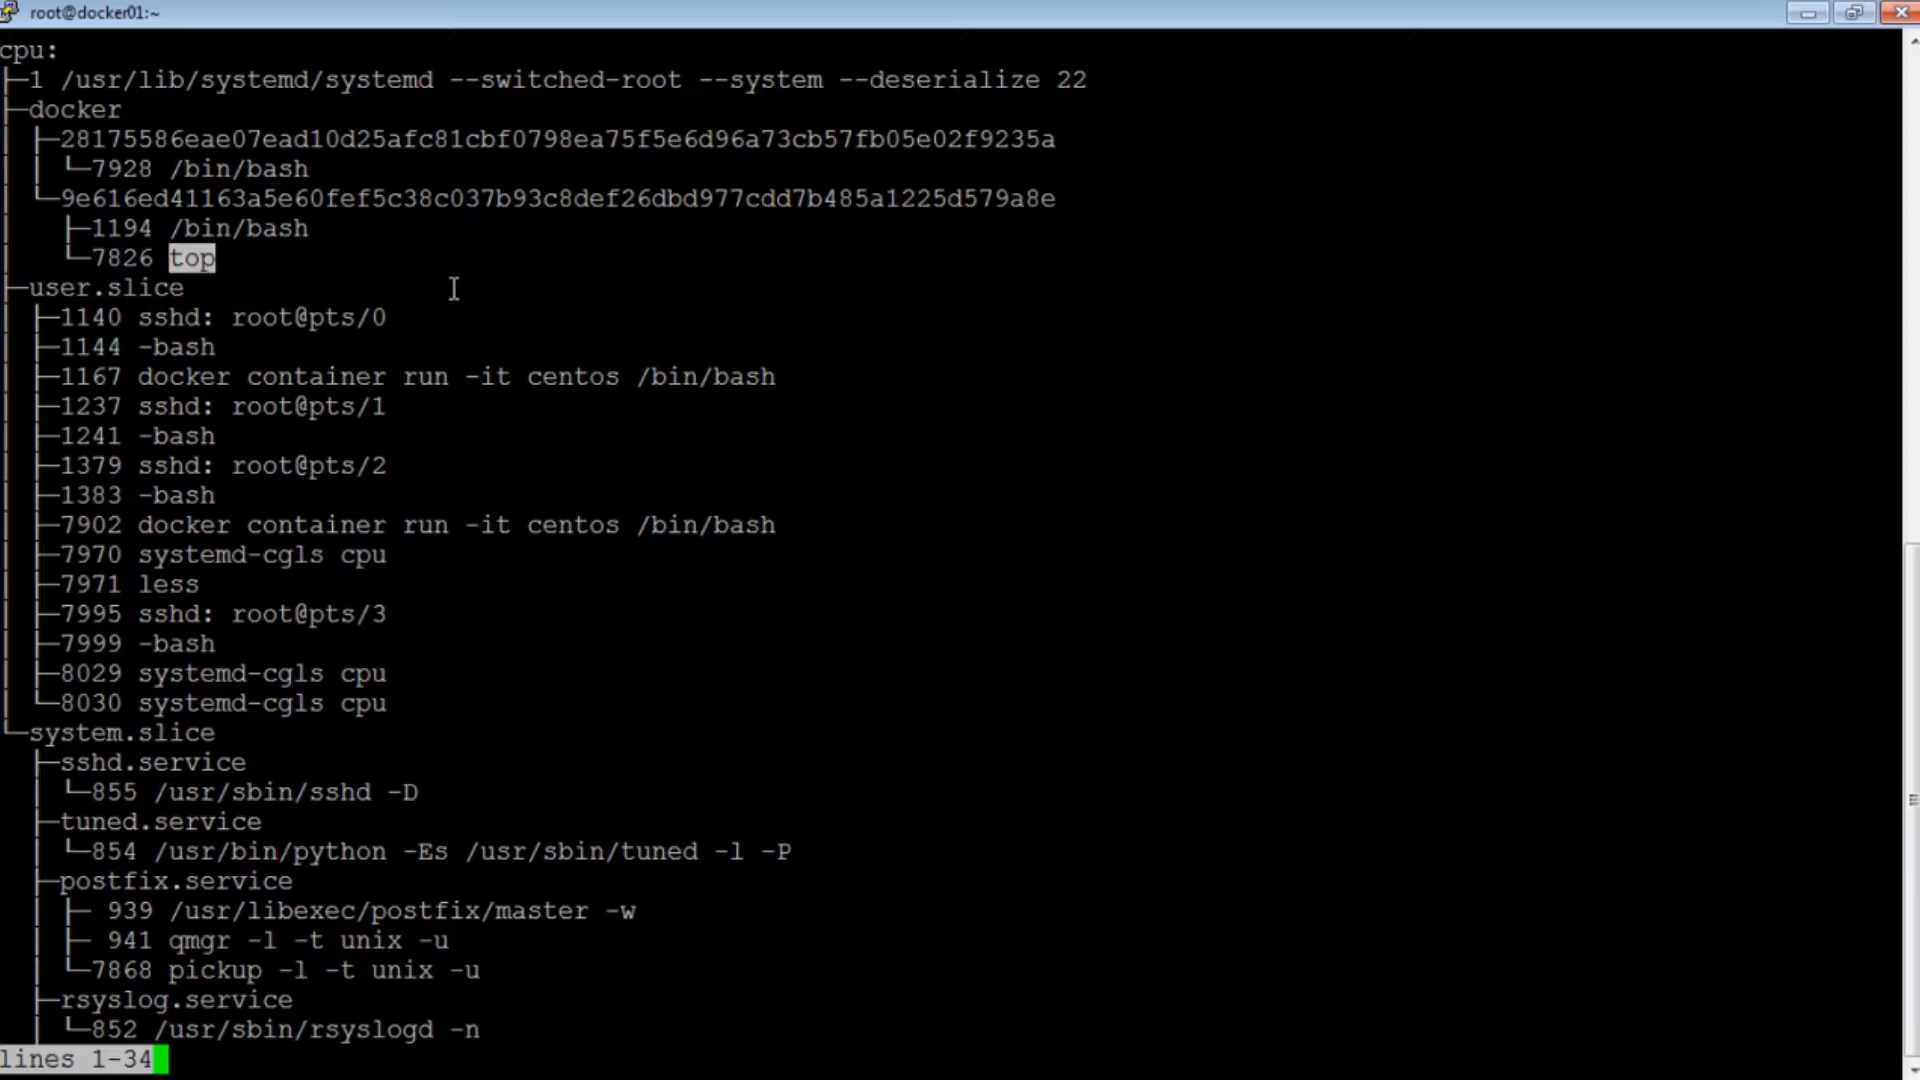 root@docker01:~
cpu:
├─1 /usr/lib/systemd/systemd --switched-root --system --deserialize 22
├─docker
│ ├─28175586eae07ead10d25afc81cbf0798ea75f5e6d96a73cb57fb05e02f9235a
│ │ └─7928 /bin/bash
│ └─9e616ed41163a5e60fef5c38c037b93c8def26dbd977cdd7b485a1225d579a8e
│   ├─1194 /bin/bash
│   └─7826 top
├─user.slice
│ ├─1140 sshd: root@pts/0
│ ├─1144 -bash
│ ├─1167 docker container run -it centos /bin/bash
│ ├─1237 sshd: root@pts/1
│ ├─1241 -bash
│ ├─1379 sshd: root@pts/2
│ ├─1383 -bash
│ ├─7902 docker container run -it centos /bin/bash
│ ├─7970 systemd-cgls cpu
│ ├─7971 less
│ ├─7995 sshd: root@pts/3
│ ├─7999 -bash
│ ├─8029 systemd-cgls cpu
│ └─8030 systemd-cgls cpu
└─system.slice
  ├─sshd.service
  │ └─855 /usr/sbin/sshd -D
  ├─tuned.service
  │ └─854 /usr/bin/python -Es /usr/sbin/tuned -l -P
  ├─postfix.service
  │ ├─ 939 /usr/libexec/postfix/master -w
  │ ├─ 941 qmgr -l -t unix -u
  │ └─7868 pickup -l -t unix -u
  ├─rsyslog.service
  │ └─852 /usr/sbin/rsyslogd -n
lines 1-34